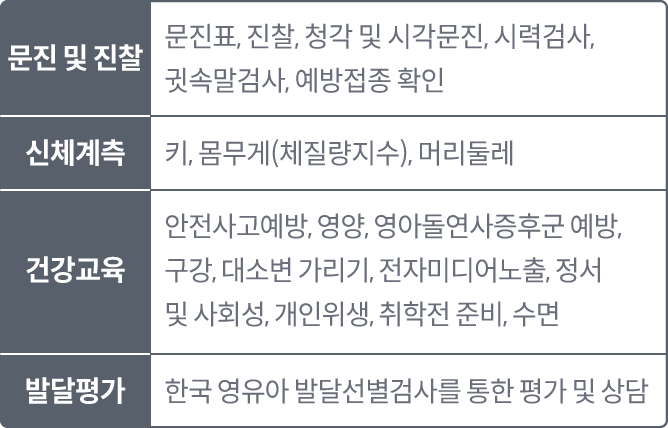 문진 및 진찰
문진표, 진찰, 청각 및 시각문진, 시력검사,
귓속말검사, 예방접종 확인
신체계측
키, 몸무게(체질량지수), 머리둘레
건강교육
안전사고예방, 영양, 영아돌연사증후군 예방,
구강, 대소변 가리기, 전자미디어노출, 정서
및 사회성, 개인위생, 취학전 준비, 수면
발달평가
한국 영유아 발달선별검사를 통한 평가 및 상담